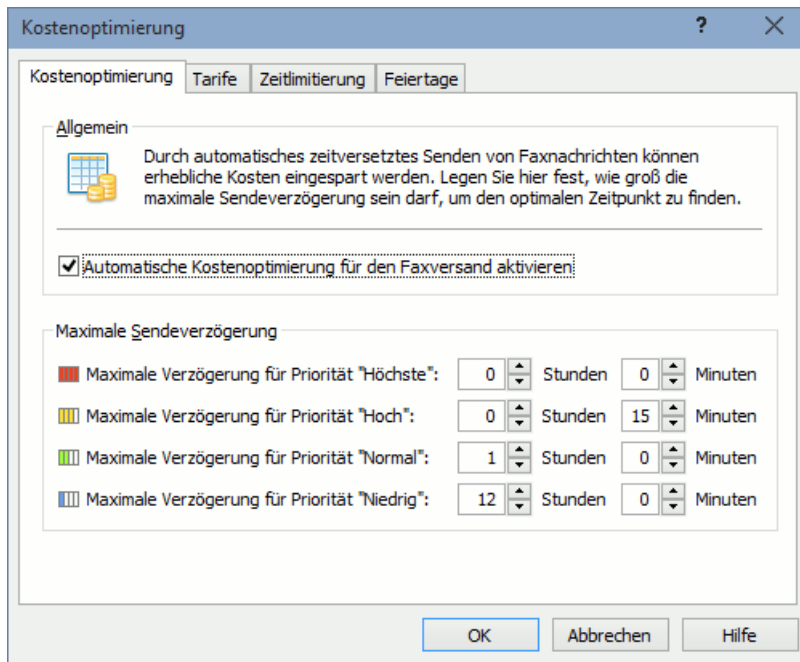 Kostenoptimierung ?
Kostenoptimierung Tarife Zeitlimitierung Feiertage
Allgemein
Durch automatisches zeitversetztes Senden von Faxnachrichten können
erhebliche Kosten eingespart werden. Legen Sie hier fest, wie groß die
maximale Sendeverzögerung sein darf, um den optimalen Zeitpunkt zu finden.
Automatische Kostenoptimierung für den Faxversand aktivieren
Maximale Sendeverzögerung
Maximale Verzögerung für Priorität "Höchste": 0 Stunden 0 Minuten
Maximale Verzögerung für Priorität "Hoch": 0 Stunden 15 Minuten
Maximale Verzögerung für Priorität "Normal": 1 Stunden 0 Minuten
Maximale Verzögerung für Priorität "Niedrig": 12 Stunden 0 Minuten
OK Abbrechen Hilfe